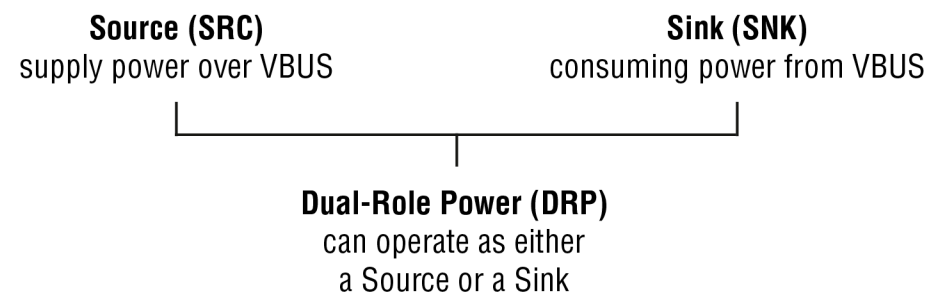 Source (SRC)
supply power over VBUS
Sink (SNK)
consuming power from VBUS
Dual-Role Power (DRP)
can operate as either
a Source or a Sink